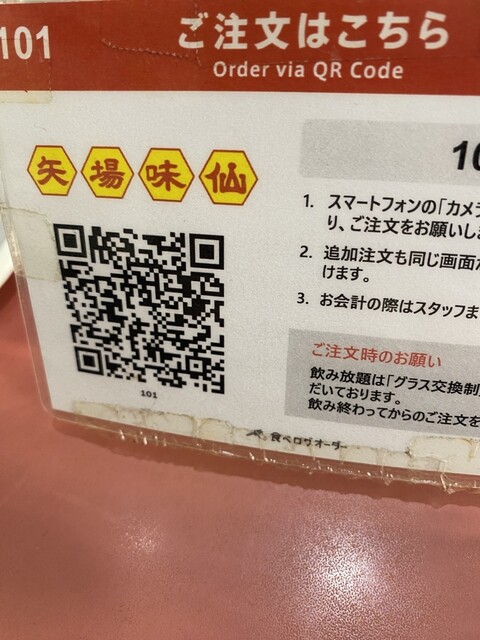 101
ご注文はこちら
Order via QR Code
矢場味仙
10
1. スマートフォンの「カメラ
り、ご注文をお願いしま
2. 追加注文も同じ画面か
けます。
3. お会計の際はスタッフま
ご注文時のお願い
飲み放題は「グラス交換制」
だいております。
飲み終わってからのご注文を
101
食べログオーダー